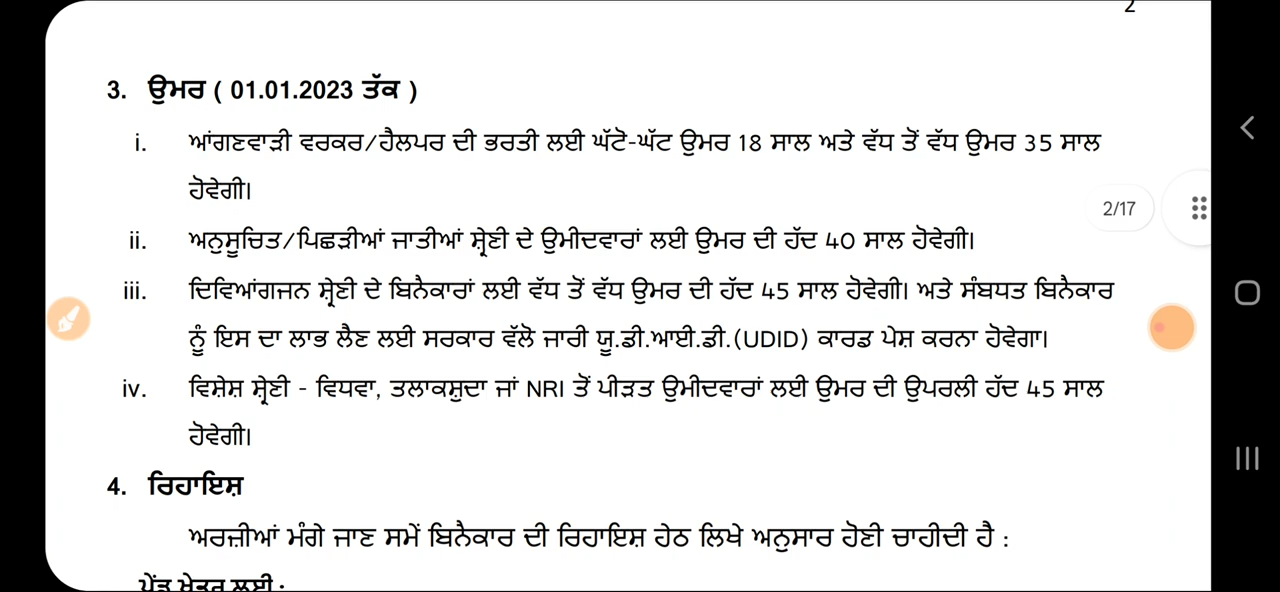 2
3. ਉਮਰ ( 01.01.2023 ਤੱਕ )
i. ਆਂਗਣਵਾੜੀ ਵਰਕਰ/ਹੈਲਪਰ ਦੀ ਭਰਤੀ ਲਈ ਘੱਟੋ-ਘੱਟ ਉਮਰ 18 ਸਾਲ ਅਤੇ ਵੱਧ ਤੋਂ ਵੱਧ ਉਮਰ 35 ਸਾਲ
ਹੋਵੇਗੀ।
2/17
ii. ਅਨੁਸੂਚਿਤ/ਪਿਛੜੀਆਂ ਜਾਤੀਆਂ ਸ਼੍ਰੇਣੀ ਦੇ ਉਮੀਦਵਾਰਾਂ ਲਈ ਉਮਰ ਦੀ ਹੱਦ 40 ਸਾਲ ਹੋਵੇਗੀ।
iii. ਦਿਵਿਆਂਗਜਨ ਸ਼੍ਰੇਣੀ ਦੇ ਬਿਨੈਕਾਰਾਂ ਲਈ ਵੱਧ ਤੋਂ ਵੱਧ ਉਮਰ ਦੀ ਹੱਦ 45 ਸਾਲ ਹੋਵੇਗੀ। ਅਤੇ ਸੰਬਧਤ ਬਿਨੈਕਾਰ
ਨੂੰ ਇਸ ਦਾ ਲਾਭ ਲੈਣ ਲਈ ਸਰਕਾਰ ਵੱਲੋ ਜਾਰੀ ਯੂ.ਡੀ.ਆਈ.ਡੀ.(UDID) ਕਾਰਡ ਪੇਸ਼ ਕਰਨਾ ਹੋਵੇਗਾ।
iv. ਵਿਸ਼ੇਸ਼ ਸ਼੍ਰੇਣੀ - ਵਿਧਵਾ, ਤਲਾਕਸ਼ੁਦਾ ਜਾਂ NRI ਤੋਂ ਪੀੜਤ ਉਮੀਦਵਾਰਾਂ ਲਈ ਉਮਰ ਦੀ ਉਪਰਲੀ ਹੱਦ 45 ਸਾਲ
ਹੋਵੇਗੀ।
4. ਰਿਹਾਇਸ਼
ਅਰਜ਼ੀਆਂ ਮੰਗੇ ਜਾਣ ਸਮੇਂ ਬਿਨੈਕਾਰ ਦੀ ਰਿਹਾਇਸ਼ ਹੇਠ ਲਿਖੇ ਅਨੁਸਾਰ ਹੋਣੀ ਚਾਹੀਦੀ ਹੈ :
ਪੇਂਡੂ ਖੇਤਰ ਲਈ :